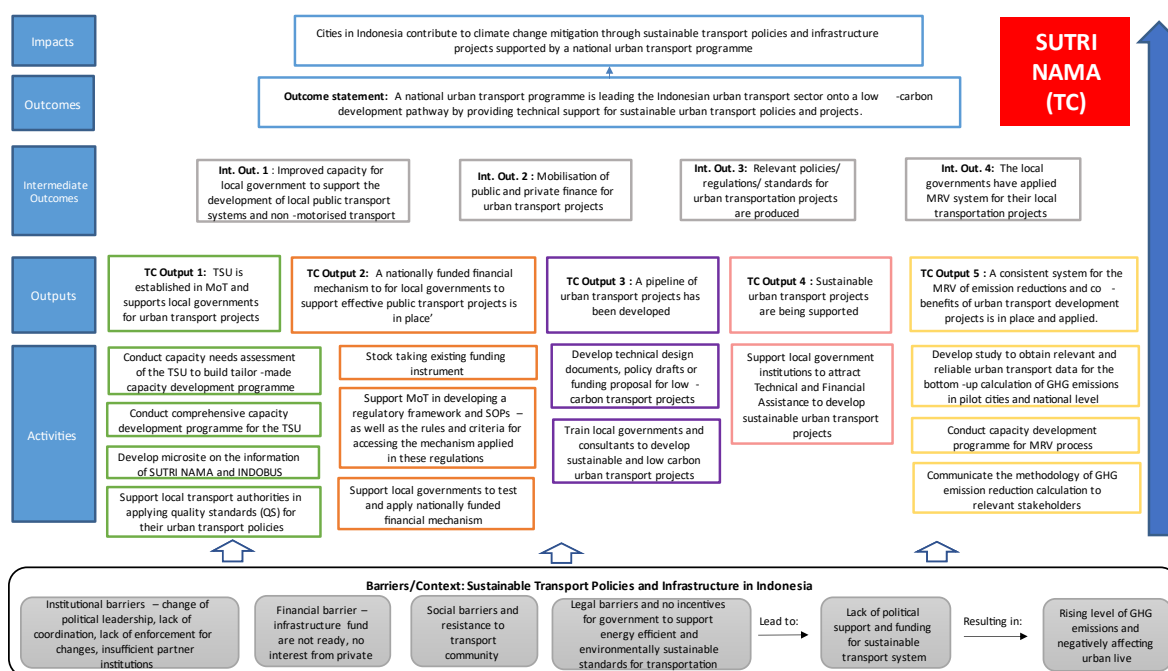 Impacts
Cities in Indonesia contribute to climate change mitigation through sustainable transport policies and infrastructure
projects supported by a national urban transport programme
SUTRI
NAMA
(TC)
Outcomes
Outcome statement: A national urban transport programme is leading the Indonesian urban transport sector onto a low -carbon
development pathway by providing technical support for sustainable urban transport policies and projects.
Intermediate
Outcomes
Int. Out. 1 : Improved capacity for
local government to support the
development of local public transport
systems and non -motorised transport
Int. Out. 2 : Mobilisation of
public and private finance for
urban transport projects
Int. Out. 3: Relevant policies/
regulations/ standards for
urban transportation projects
are produced
Int. Out. 4: The local
governments have applied
MRV system for their local
transportation projects
Outputs
TC Output 1: TSU is
established in MoT and
supports local governments
for urban transport projects
TC Output 2: A nationally funded financial
mechanism to for local governments to
support effective public transport projects is
in place’
TC Output 3 : A pipeline of
urban transport projects has
been developed
TC Output 4 : Sustainable
urban transport projects
are being supported
TC Output 5 : A consistent system for the
MRV of emission reductions and co -
benefits of urban transport development
projects is in place and applied.
Activities
Conduct capacity needs assessment
of the TSU to build tailor -made
capacity development programme
Conduct comprehensive capacity
development programme for the TSU
Develop microsite on the information
of SUTRI NAMA and INDOBUS
Support local transport authorities in
applying quality standards (QS) for
their urban transport policies
Stock taking existing funding
instrument
Support MoT in developing a
regulatory framework and SOPs –
as well as the rules and criteria for
accessing the mechanism applied
in these regulations
Support local governments to test
and apply nationally funded
financial mechanism
Develop technical design
documents, policy drafts or
funding proposal for low -
carbon transport projects
Train local governments and
consultants to develop
sustainable and low carbon
urban transport projects
Support local government
institutions to attract
Technical and Financial
Assistance to develop
sustainable urban transport
projects
Develop study to obtain relevant and
reliable urban transport data for the
bottom -up calculation of GHG emissions
in pilot cities and national level
Conduct capacity development
programme for MRV process
Communicate the methodology of GHG
emission reduction calculation to
relevant stakeholders
Barriers/Context: Sustainable Transport Policies and Infrastructure in Indonesia
Institutional barriers – change of
political leadership, lack of
coordination, lack of enforcement for
changes, insufficient partner
institutions
Financial barrier –
infrastructure fund
are not ready, no
interest from private
Social barriers and
resistance to
transport
community
Legal barriers and no incentives
for government to support
energy efficient and
environmentally sustainable
standards for transportation
Lead to:
Lack of political
support and funding
for sustainable
transport system
Resulting in:
Rising level of GHG
emissions and
negatively affecting
urban live